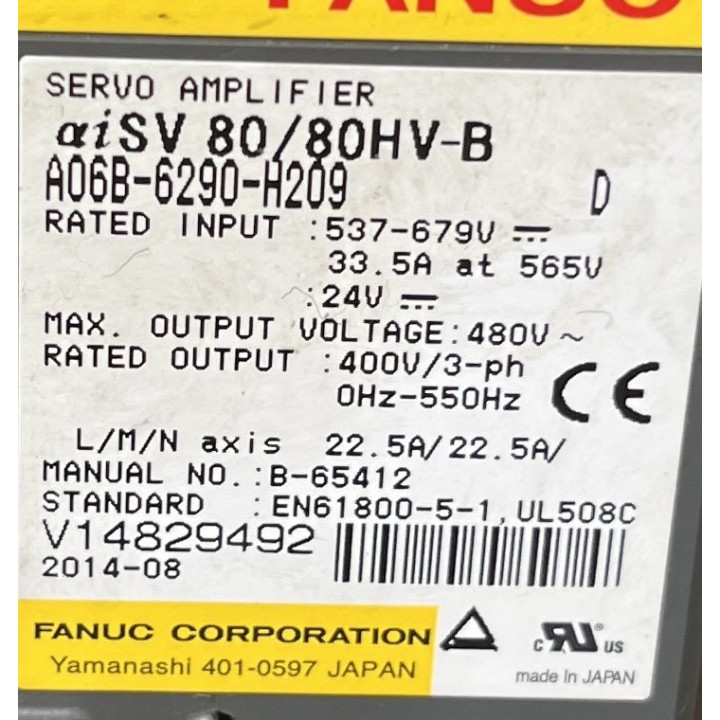 FANUC
SERVO AMPLIFIER
αiSV 80/80HV-B
A06B-6290-H209 D
RATED INPUT :537-679V ⎓
33.5A at 565V
:24V ⎓
MAX. OUTPUT VOLTAGE:480V ~
RATED OUTPUT :400V/3-ph
0Hz-550Hz
CE
L/M/N axis 22.5A/22.5A/
MANUAL NO.:B-65412
STANDARD :EN61800-5-1,UL508C
V14829492
2014-08
FANUC CORPORATION
Yamanashi 401-0597 JAPAN
c RU ® US
made In JAPAN